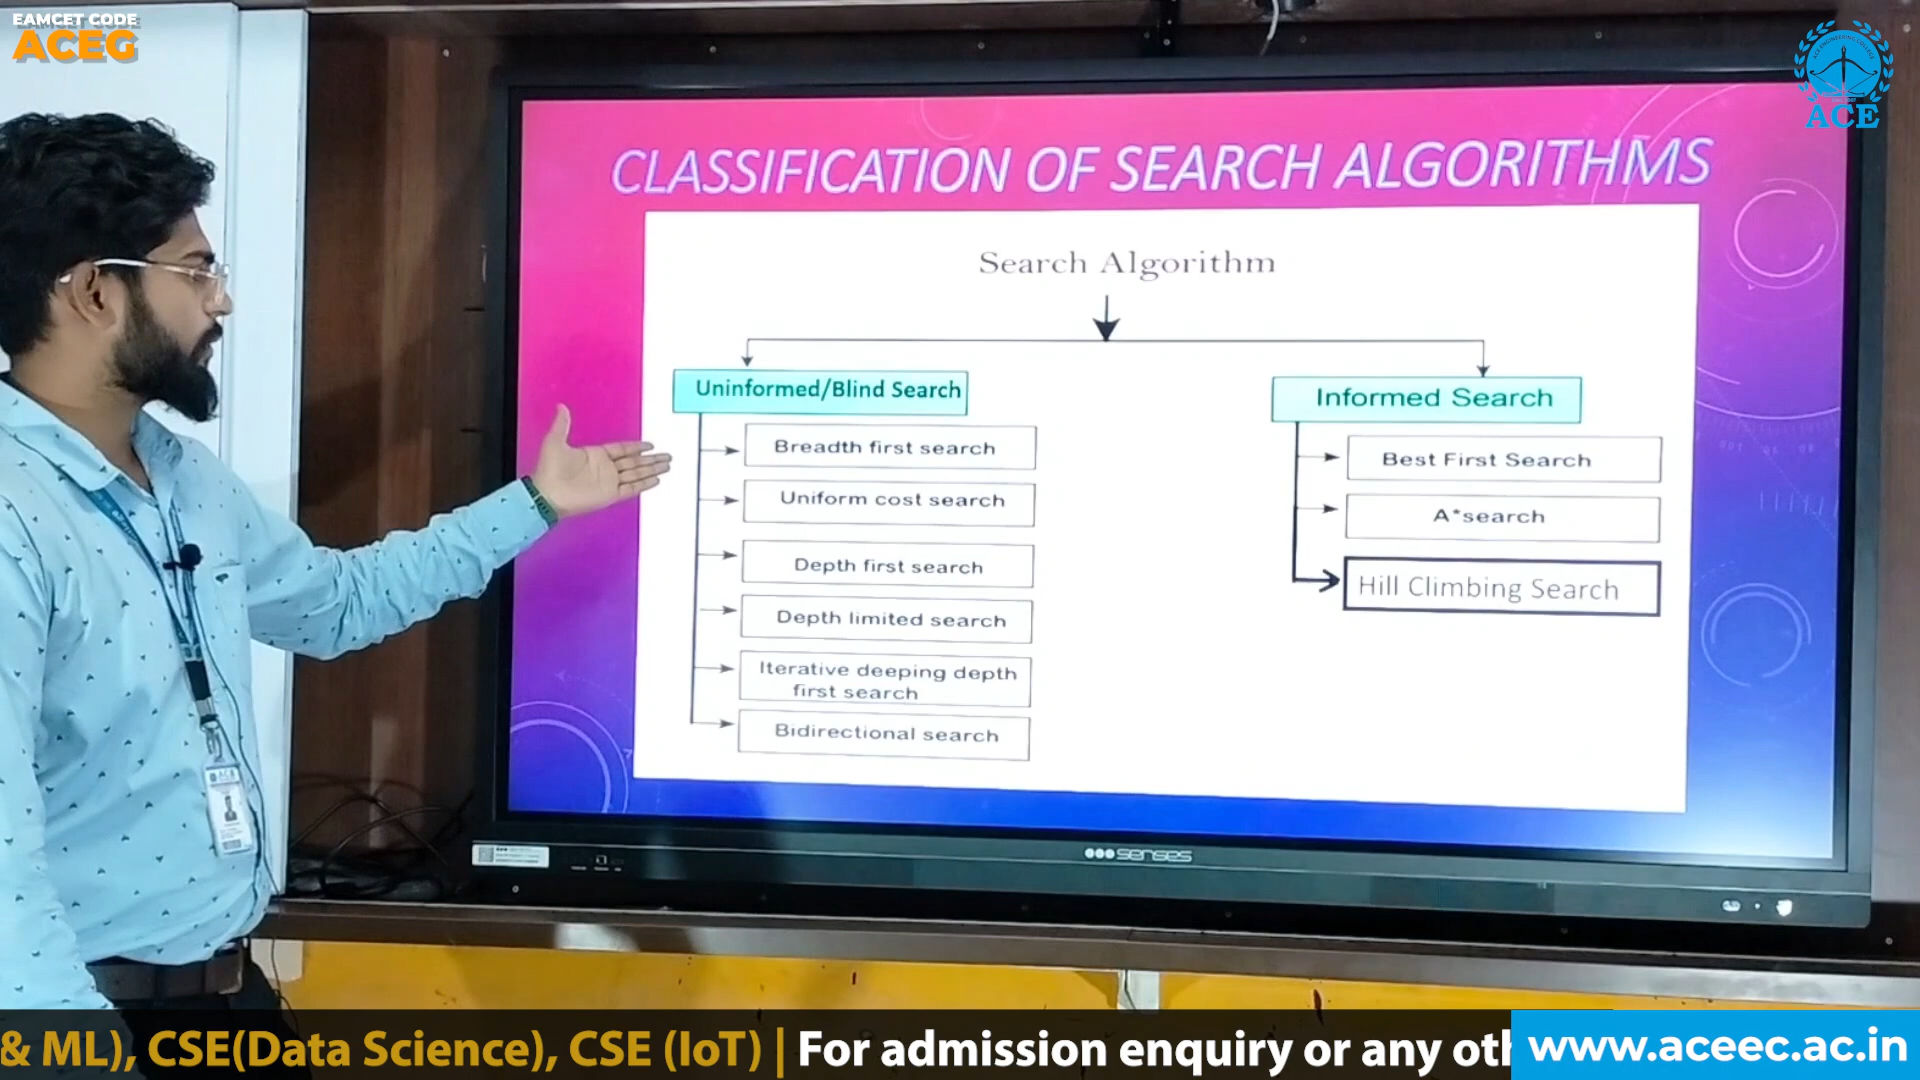 EAMCET CODE
ACEG
ACE
CLASSIFICATION OF SEARCH ALGORITHMS
Search Algorithm
Uninformed/Blind Search
Breadth first search
Uniform cost search
Depth first search
Depth limited search
Iterative deeping depth
first search
Bidirectional search
Informed Search
Best First Search
A*search
Hill Climbing Search
senses
& ML), CSE(Data Science), CSE (IoT) | For admission enquiry or any
www.aceec.ac.in